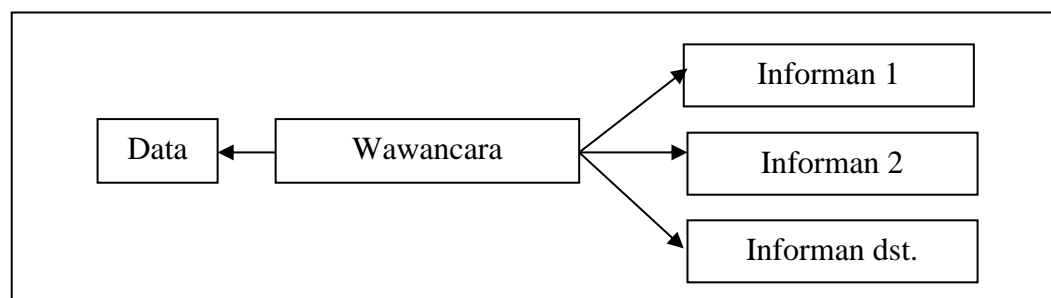 Informan 1
Data
Wawancara
Informan 2
Informan dst.